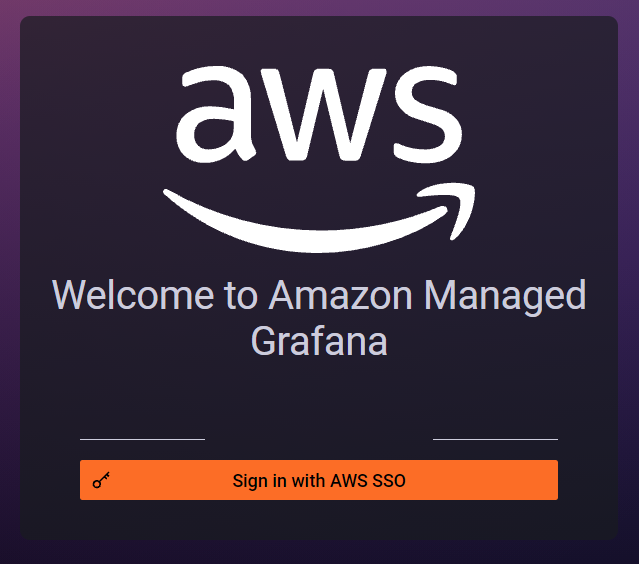 aws
Welcome to Amazon Managed
Grafana
Sign in with AWS SSO